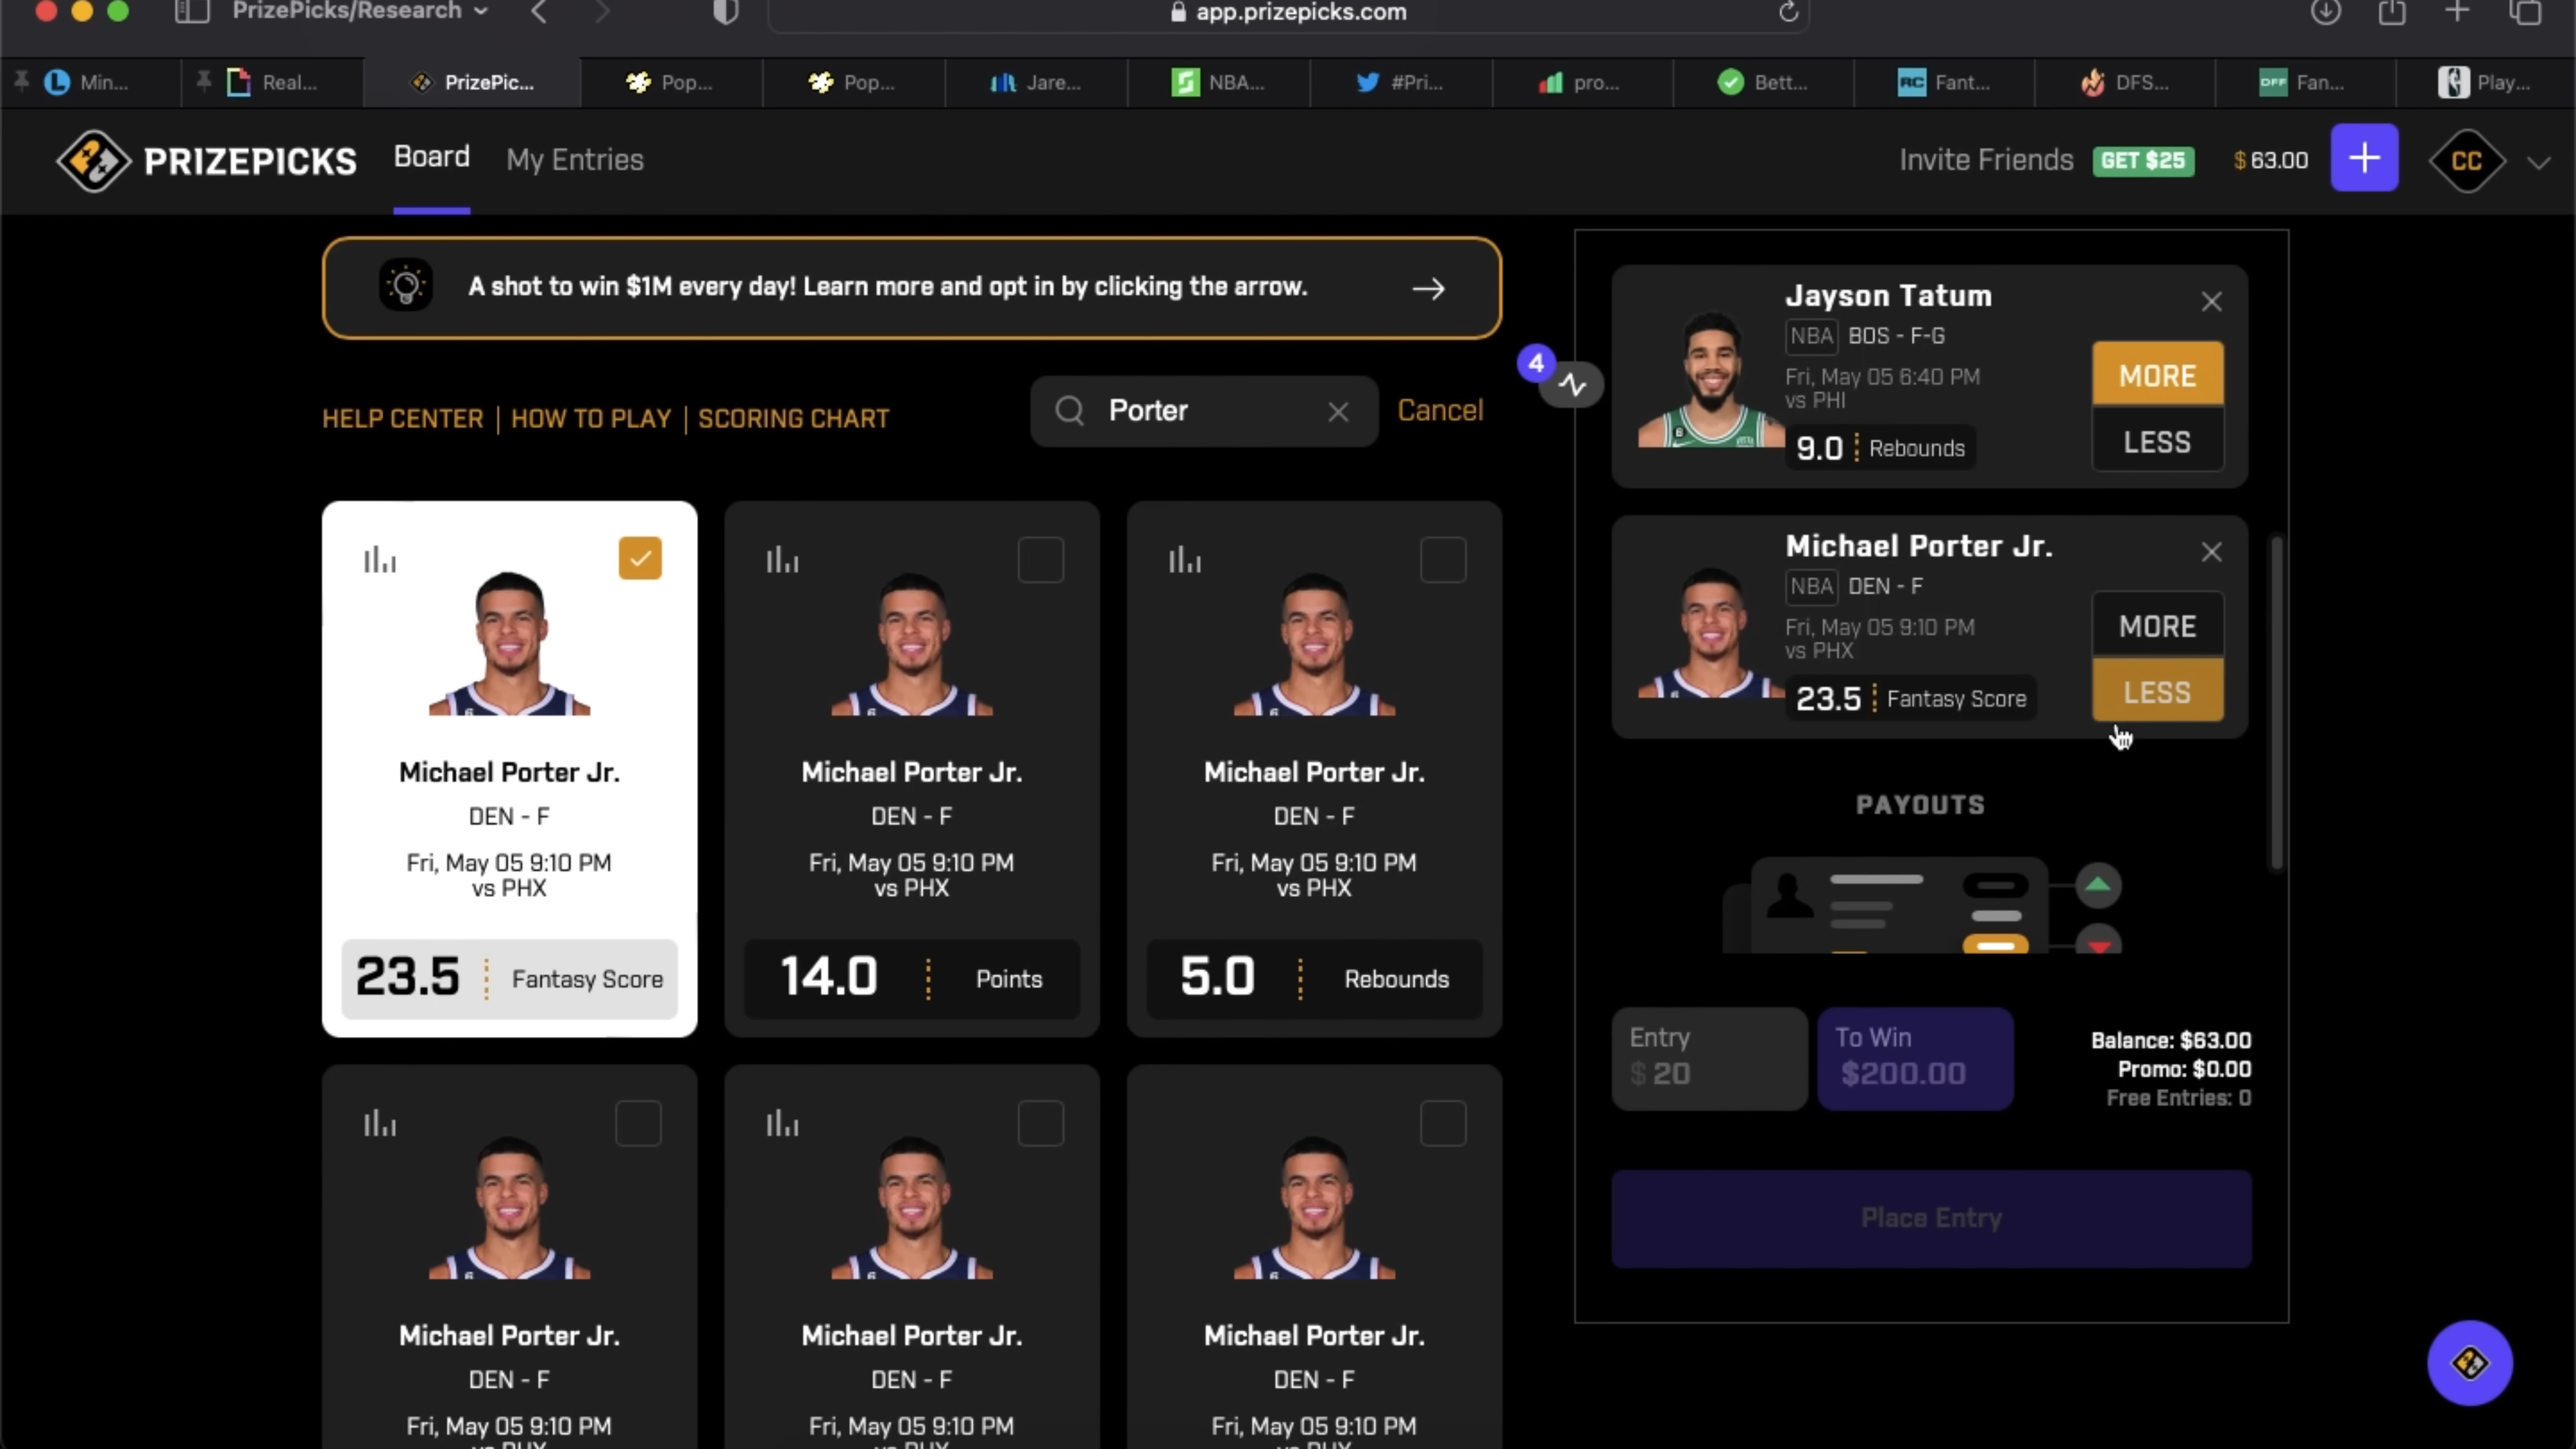 PrizePicks/Research
app.prizepicks.com
Min...
Real...
PrizePic...
Pop...
Pop...
Jare...
NBA...
#Pri...
pro...
Bett...
RC Fant...
DFS...
DFF Fan...
Play...
PRIZEPICKS
Board
My Entries
Invite Friends
GET $25
$ 63.00
CC
A shot to win $1M every day! Learn more and opt in by clicking the arrow.
HELP CENTER | HOW TO PLAY | SCORING CHART
Porter
Cancel
Michael Porter Jr.
DEN - F
Fri, May 05 9:10 PM
vs PHX
23.5 Fantasy Score
Michael Porter Jr.
DEN - F
Fri, May 05 9:10 PM
vs PHX
14.0 Points
Michael Porter Jr.
DEN - F
Fri, May 05 9:10 PM
vs PHX
5.0 Rebounds
Michael Porter Jr.
DEN - F
Fri, May 05 9:10 PM
vs PHX
Michael Porter Jr.
DEN - F
Fri, May 05 9:10 PM
vs PHX
Michael Porter Jr.
DEN - F
Fri, May 05 9:10 PM
vs PHX
4
Jayson Tatum
NBA BOS - F-G
Fri, May 05 6:40 PM
vs PHI
9.0 Rebounds
MORE
LESS
Michael Porter Jr.
NBA DEN - F
Fri, May 05 9:10 PM
vs PHX
23.5 Fantasy Score
MORE
LESS
PAYOUTS
Entry
$ 20
To Win
$200.00
Balance: $63.00
Promo: $0.00
Free Entries: 0
Place Entry